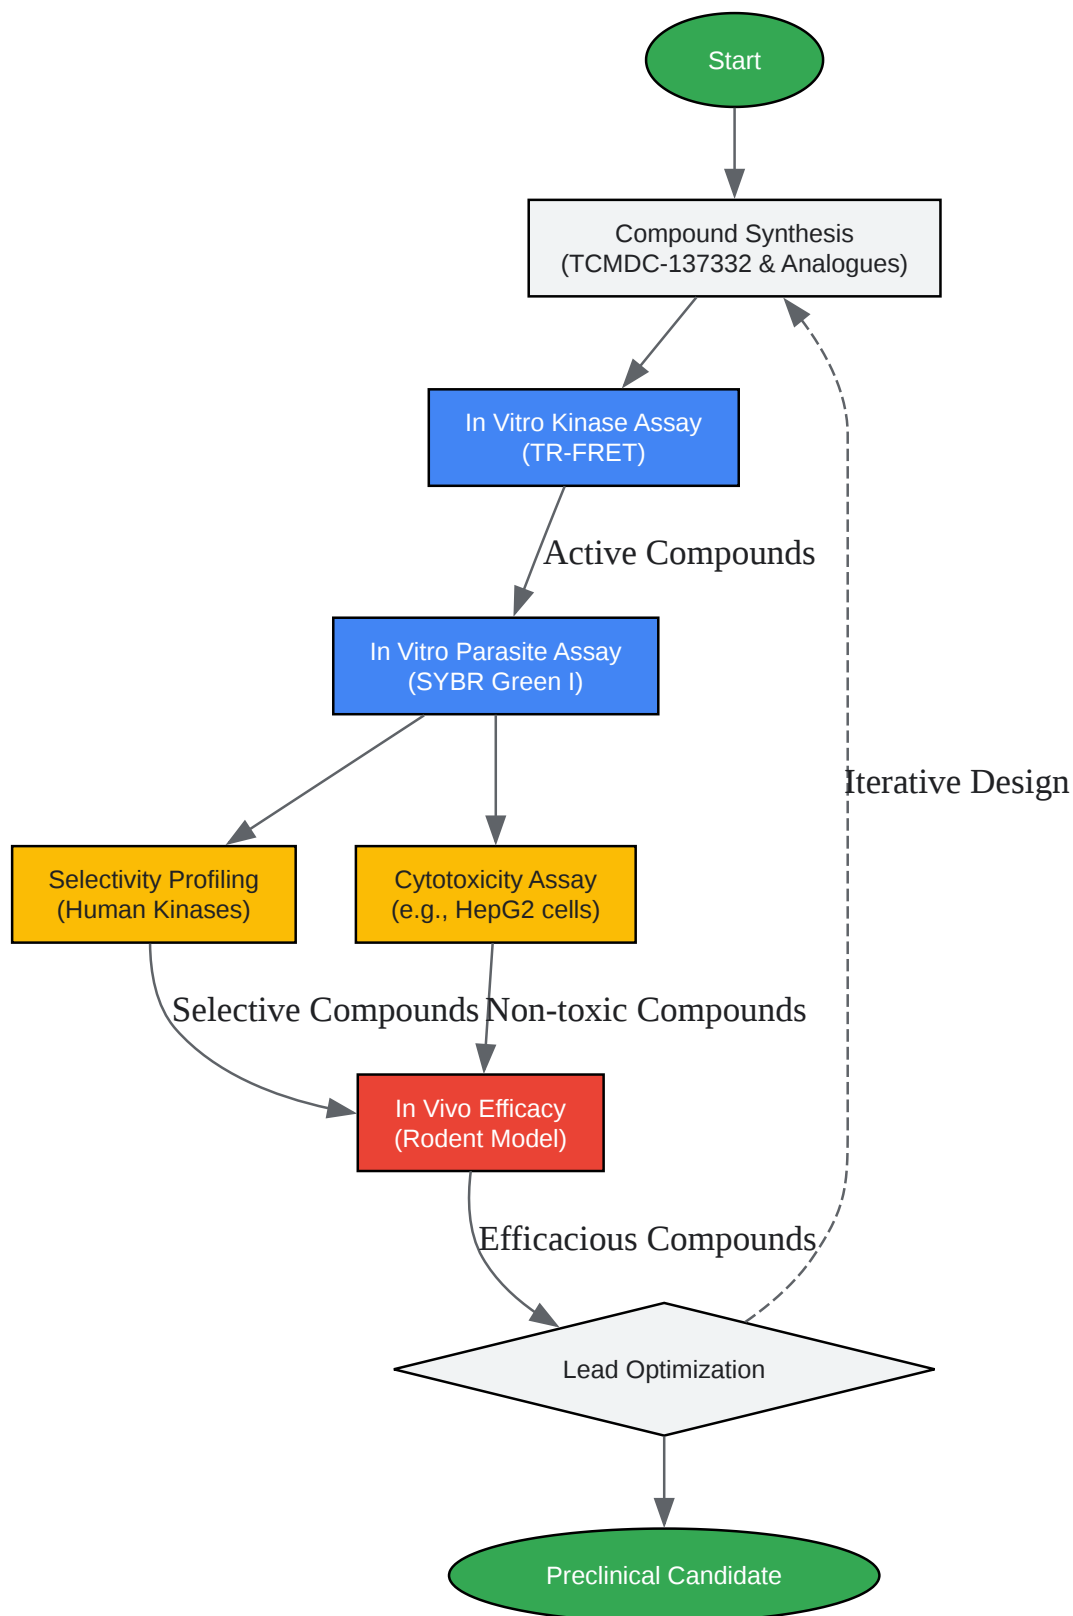 Start
Compound Synthesis
(TCMDC-137332 & Analogues)
In Vitro Kinase Assay
(TR-FRET)
Active Compounds
In Vitro Parasite Assay
(SYBR Green I)
Iterative Design
Selectivity Profiling
(Human Kinases)
Cytotoxicity Assay
(e.g., HepG2 cells)
Selective Compounds
Non-toxic Compounds
In Vivo Efficacy
(Rodent Model)
Efficacious Compounds
Lead Optimization
Preclinical Candidate